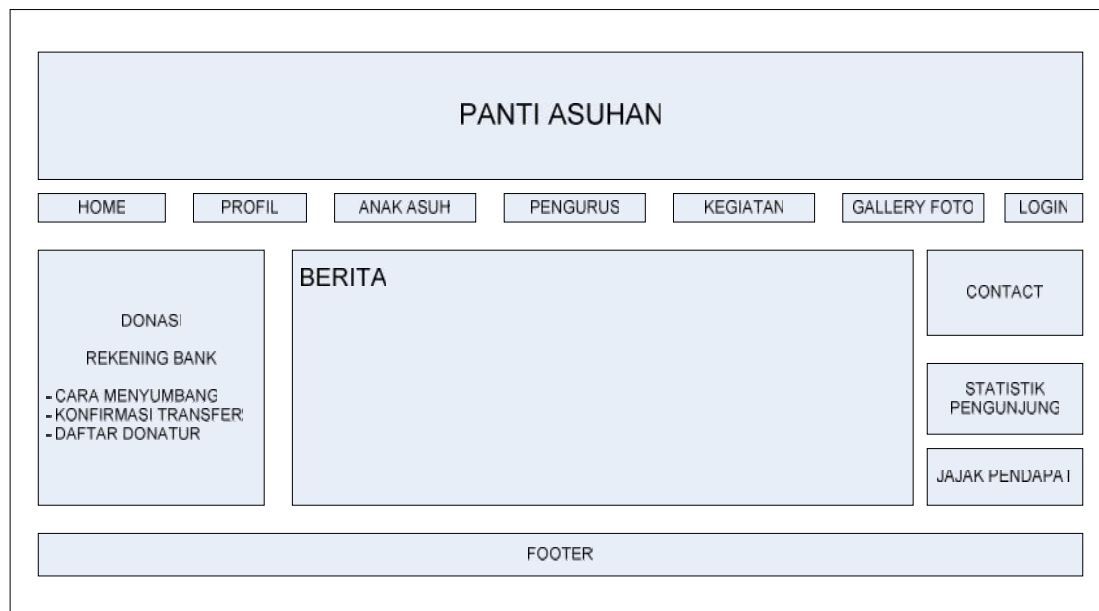 PANTI ASUHAN
HOME
PROFIL
ANAK ASUH
PENGURUS
KEGIATAN
GALLERY FOTO
LOGIN
DONASI
REKENING BANK
- CARA MENYUMBANG
- KONFIRMASI TRANSFER
- DAFTAR DONATUR
BERITA
CONTACT
STATISTIK
PENGUNJUNG
JAJAK PENDAPAT
FOOTER